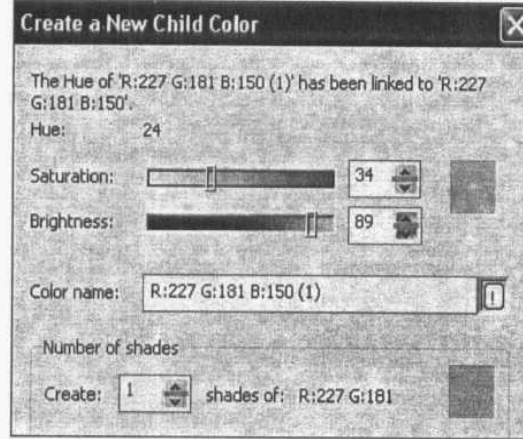 Create a New Child Color
The Hue of 'R:227 G:181 B:150 (1)' has been linked to 'R:227
G:181 B:150'.
Hue: 24
Saturation: 34
Brightness: 89
Color name: R:227 G:181 B:150 (1)
Number of shades
Create: 1 shades of: R:227 G:181